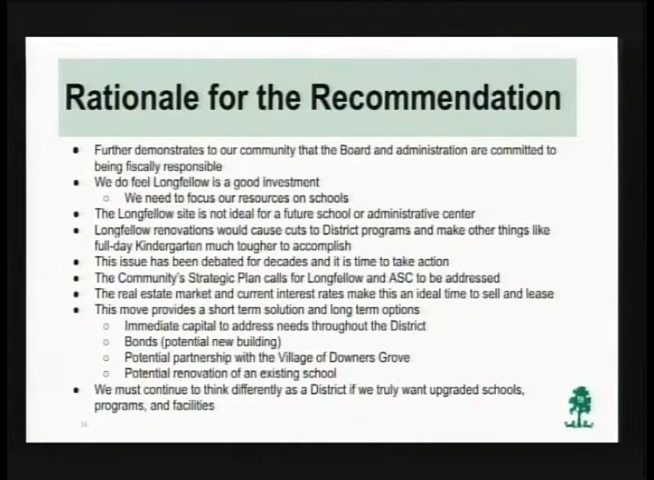 Rationale for the Recommendation
● Further demonstrates to our community that the Board and administration are committed to
being fiscally responsible
● We do feel Longfellow is a good investment
○ We need to focus our resources on schools
● The Longfellow site is not ideal for a future school or administrative center
● Longfellow renovations would cause cuts to District programs and make other things like
full-day Kindergarten much tougher to accomplish
● This issue has been debated for decades and it is time to take action
● The Community's Strategic Plan calls for Longfellow and ASC to be addressed
● The real estate market and current interest rates make this an ideal time to sell and lease
● This move provides a short term solution and long term options
○ Immediate capital to address needs throughout the District
○ Bonds (potential new building)
○ Potential partnership with the Village of Downers Grove
○ Potential renovation of an existing school
● We must continue to think differently as a District if we truly want upgraded schools,
programs, and facilities